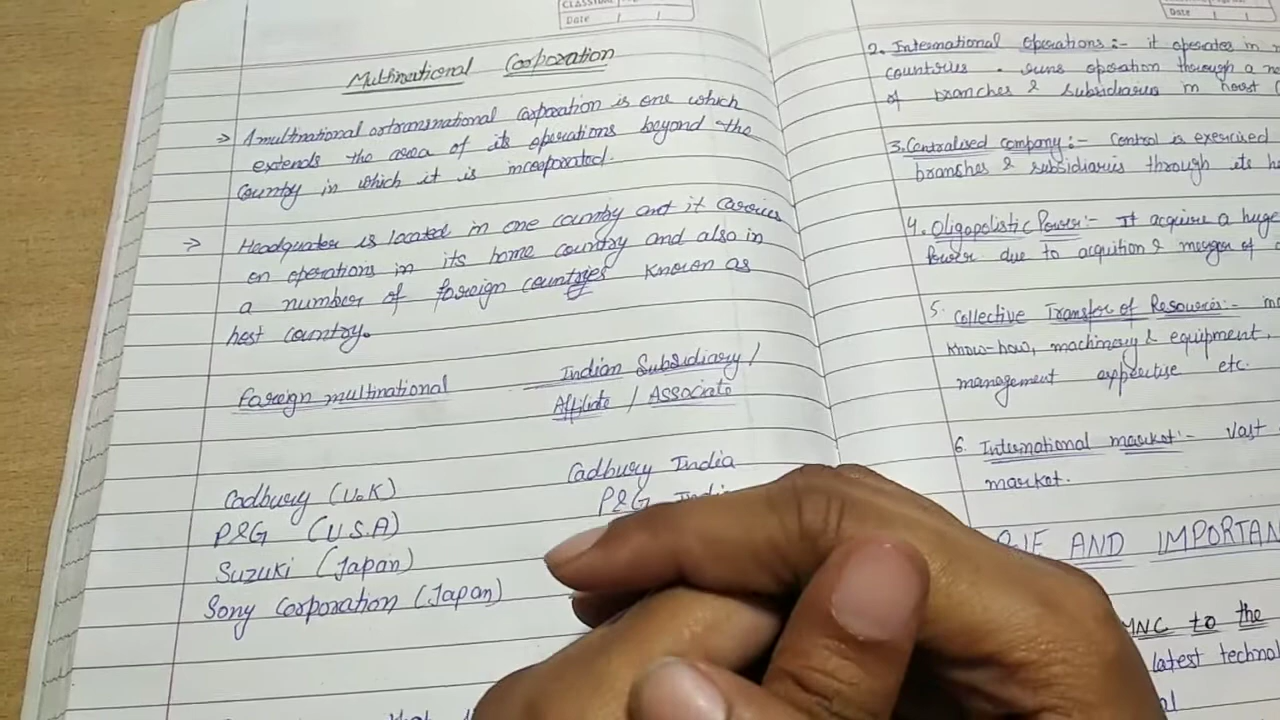 Date
Multinational Corporation
→ A multinational or transnational corporation is one which
extends the area of its operations beyond the
country in which it is incorporated.
→ Headquater is located in one country and it carries
on operations in its home country and also in
a number of foreign countries known as
host country.
Foreign multinational
Indian Subsidiary /
Affiliate / Associate
Cadbury (U.K)
Cadbury India
P&G (U.S.A)
P&G India
Suzuki (Japan)
Sony Corporation (Japan)
Date
2. International Operations :- it operates in
countries. runs operation through a
of branches & subsidiaries in
3. Centralised company :- Control is exercised
branches & subsidiaries through its
4. Oligopolistic Power :- It acquire a huge
Power due to acquition & merger of
5. Collective Transfer of Resources :-
know-how, machinery & equipment,
management expertise etc.
6. International market :- vast
market.
AND IMPORTAN
MNC to the
latest technol